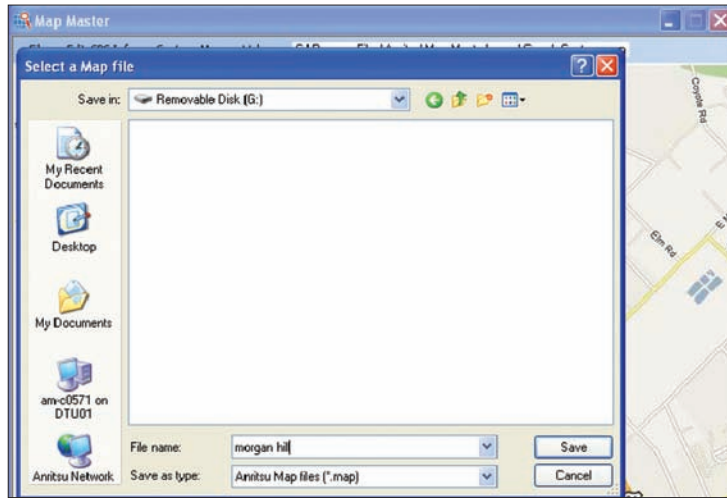 Map Master
Select a Map file
Save in:
Removable Disk (G:)
My Recent
Documents
Desktop
My Documents
am-c0571 on
DTU01
Anritsu Network
File name:
morgan hil
Save
Save as type:
Anritsu Map files (*.map)
Cancel
Coyote Rd
Elm Rd